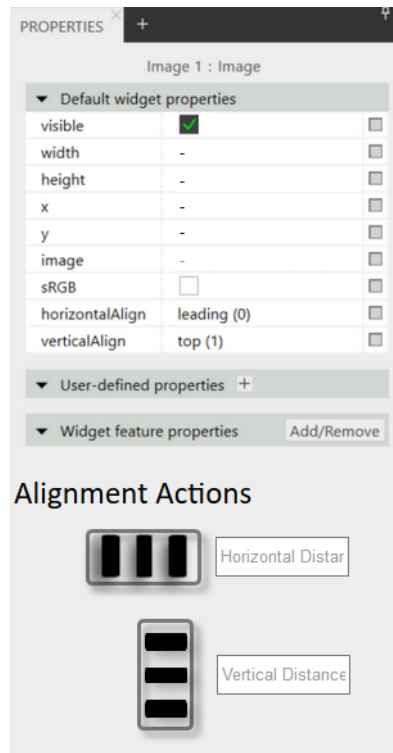 PROPERTIES
Image 1 : Image
Default widget properties
visible
width -
height -
x -
y -
image -
sRGB
horizontalAlign leading (0)
verticalAlign top (1)
User-defined properties +
Widget feature properties Add/Remove
Alignment Actions
Horizontal Distar
Vertical Distance